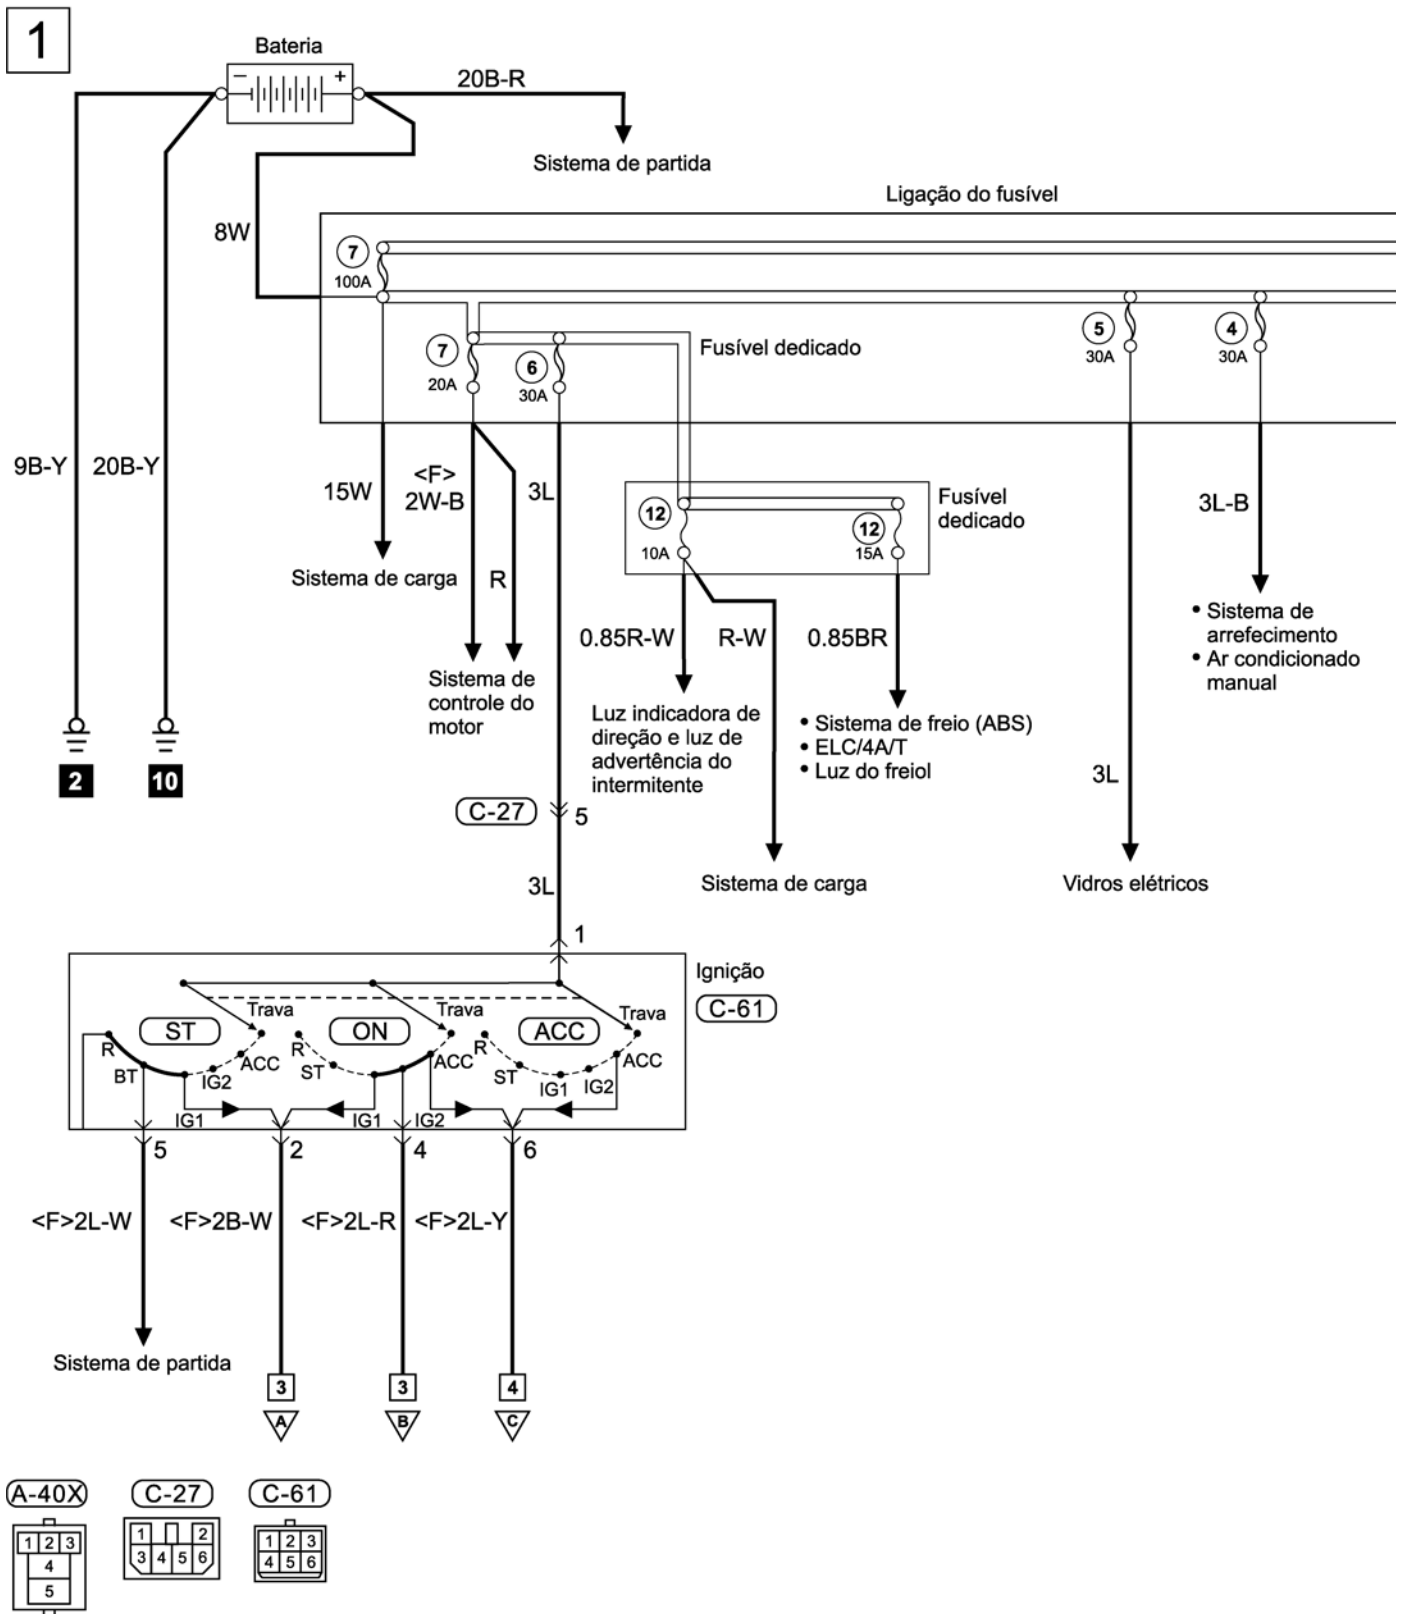 1
Bateria
− +
20B-R
Sistema de partida
Ligação do fusível
8W
7
100A
7
20A
6
30A
Fusível dedicado
5
30A
4
30A
9B-Y
20B-Y
15W
<F>
2W-B
3L
Fusível
dedicado
12
10A
12
15A
3L-B
Sistema de carga
R
0.85R-W
R-W
0.85BR
• Sistema de
arrefecimento
• Ar condicionado
manual
Sistema de
controle do
motor
Luz indicadora de
direção e luz de
advertência do
intermitente
• Sistema de freio (ABS)
• ELC/4A/T
• Luz do freiol
3L
2
10
C-27
5
Sistema de carga
Vidros elétricos
3L
1
Ignição
C-61
Trava
Trava
Trava
ST
ON
ACC
R
BT
IG1
IG2
ACC
R
ST
IG1
IG2
ACC
R
ST
IG1
IG2
ACC
5
2
4
6
<F>2L-W
<F>2B-W
<F>2L-R
<F>2L-Y
Sistema de partida
3
3
4
A
B
C
A-40X
C-27
C-61
1 2 3
4
5
1 2
3 4 5 6
1 2 3
4 5 6